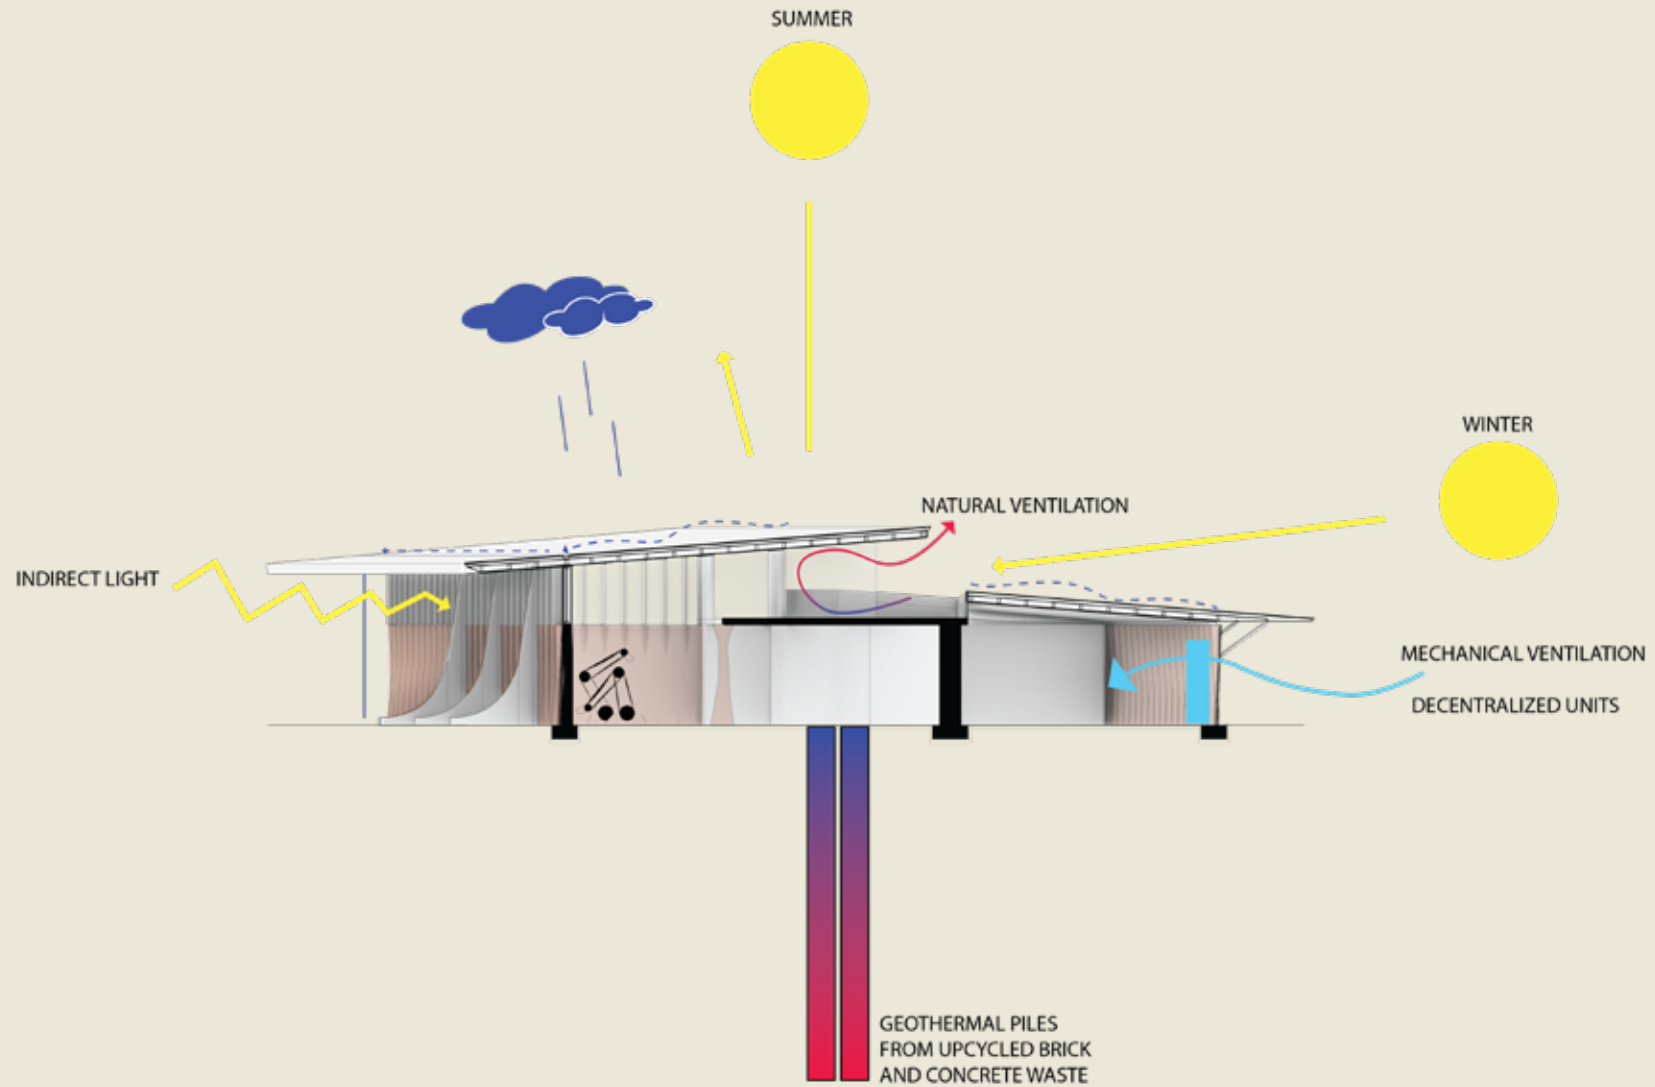 SUMMER
WINTER
NATURAL VENTILATION
INDIRECT LIGHT
MECHANICAL VENTILATION
DECENTRALIZED UNITS
GEOTHERMAL PILES
FROM UPCYCLED BRICK
AND CONCRETE WASTE